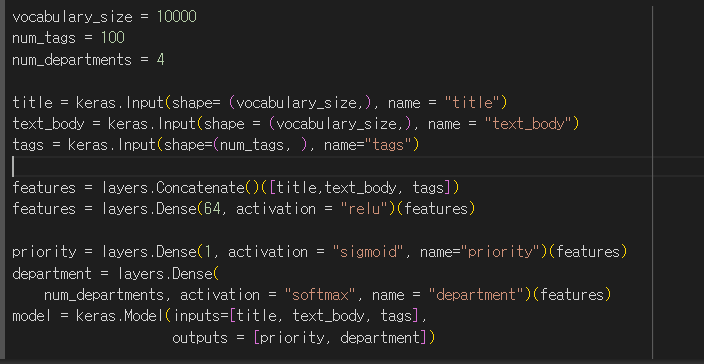 vocabulary_size = 10000
num_tags = 100
num_departments = 4
title = keras.Input(shape= (vocabulary_size,), name = "title")
text_body = keras.Input(shape = (vocabulary_size,), name = "text_body")
tags = keras.Input(shape=(num_tags, ), name="tags")
features = layers.Concatenate()([title,text_body, tags])
features = layers.Dense(64, activation = "relu")(features)
priority = layers.Dense(1, activation = "sigmoid", name="priority")(features)
department = layers.Dense(
    num_departments, activation = "softmax", name = "department")(features)
model = keras.Model(inputs=[title, text_body, tags],
                    outputs = [priority, department])